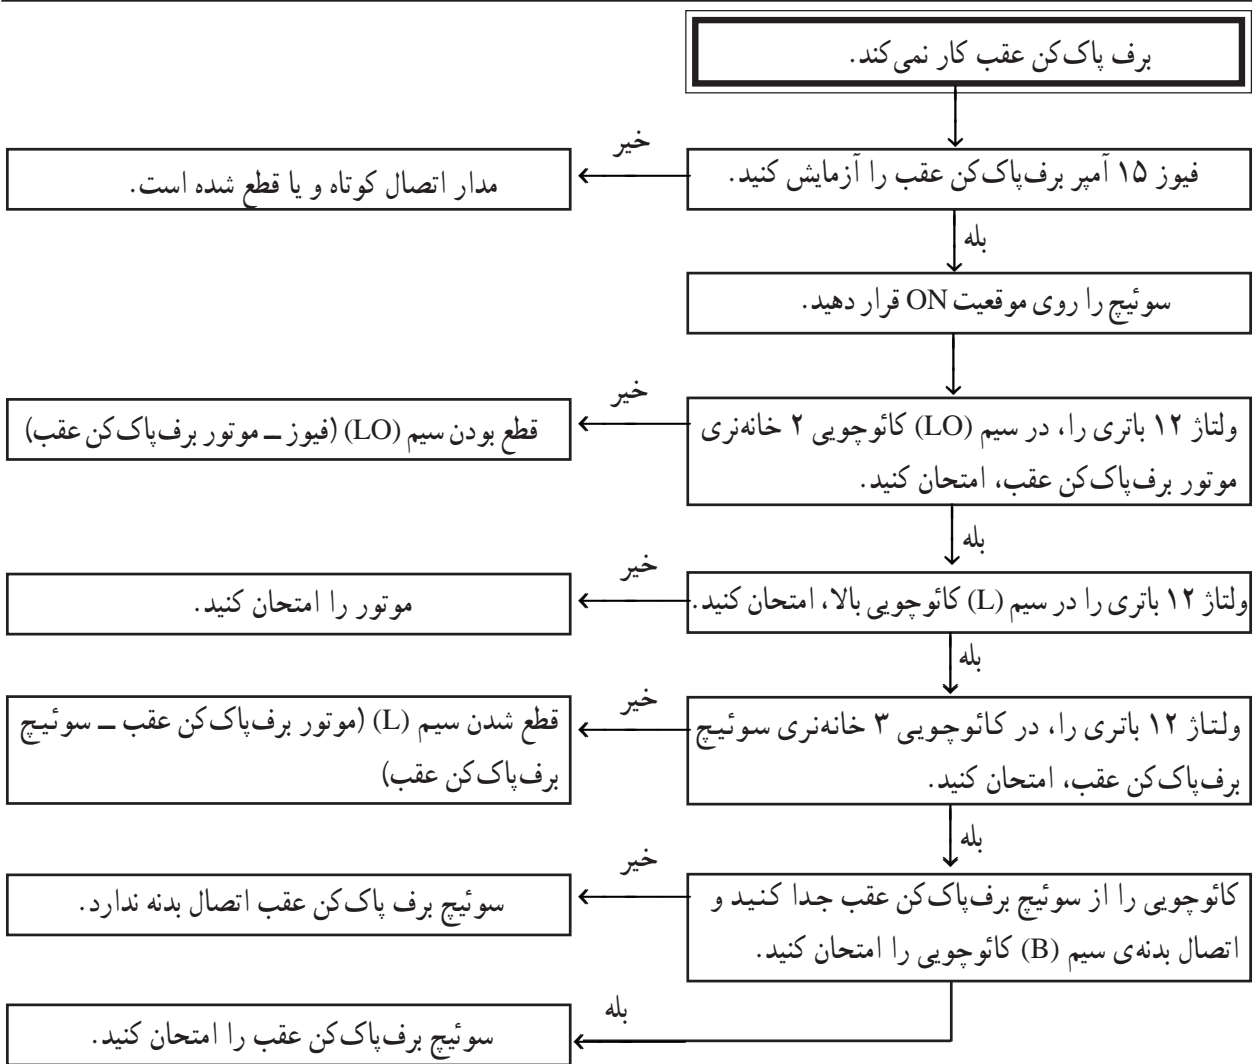 برف پاک‌کن عقب کار نمی‌کند.
خیر
فیوز ۱۵ آمپر برف‌پاک‌کن عقب را آزمایش کنید.
مدار اتصال کوتاه و یا قطع شده است.
بله
سوئیچ را روی موقعیت ON قرار دهید.
خیر
ولتاژ ۱۲ باتری را، در سیم (LO) کائوچویی ۲ خانه‌نری
موتور برف‌پاک‌کن عقب، امتحان کنید.
قطع بودن سیم (LO) (فیوز ــ موتور برف‌پاک‌کن عقب)
بله
خیر
ولتاژ ۱۲ باتری را در سیم (L) کائوچویی بالا، امتحان کنید.
موتور را امتحان کنید.
بله
خیر
ولتاژ ۱۲ باتری را، در کائوچویی ۳ خانه‌نری سوئیچ
برف‌پاک‌کن عقب، امتحان کنید.
قطع شدن سیم (L) (موتور برف‌پاک‌کن عقب ــ سوئیچ
برف‌پاک‌کن عقب)
بله
خیر
کائوچویی را از سوئیچ برف‌پاک‌کن عقب جدا کنید و
اتصال بدنه‌ی سیم (B) کائوچویی را امتحان کنید.
سوئیچ برف پاک‌کن عقب اتصال بدنه ندارد.
بله
سوئیچ برف‌پاک‌کن عقب را امتحان کنید.